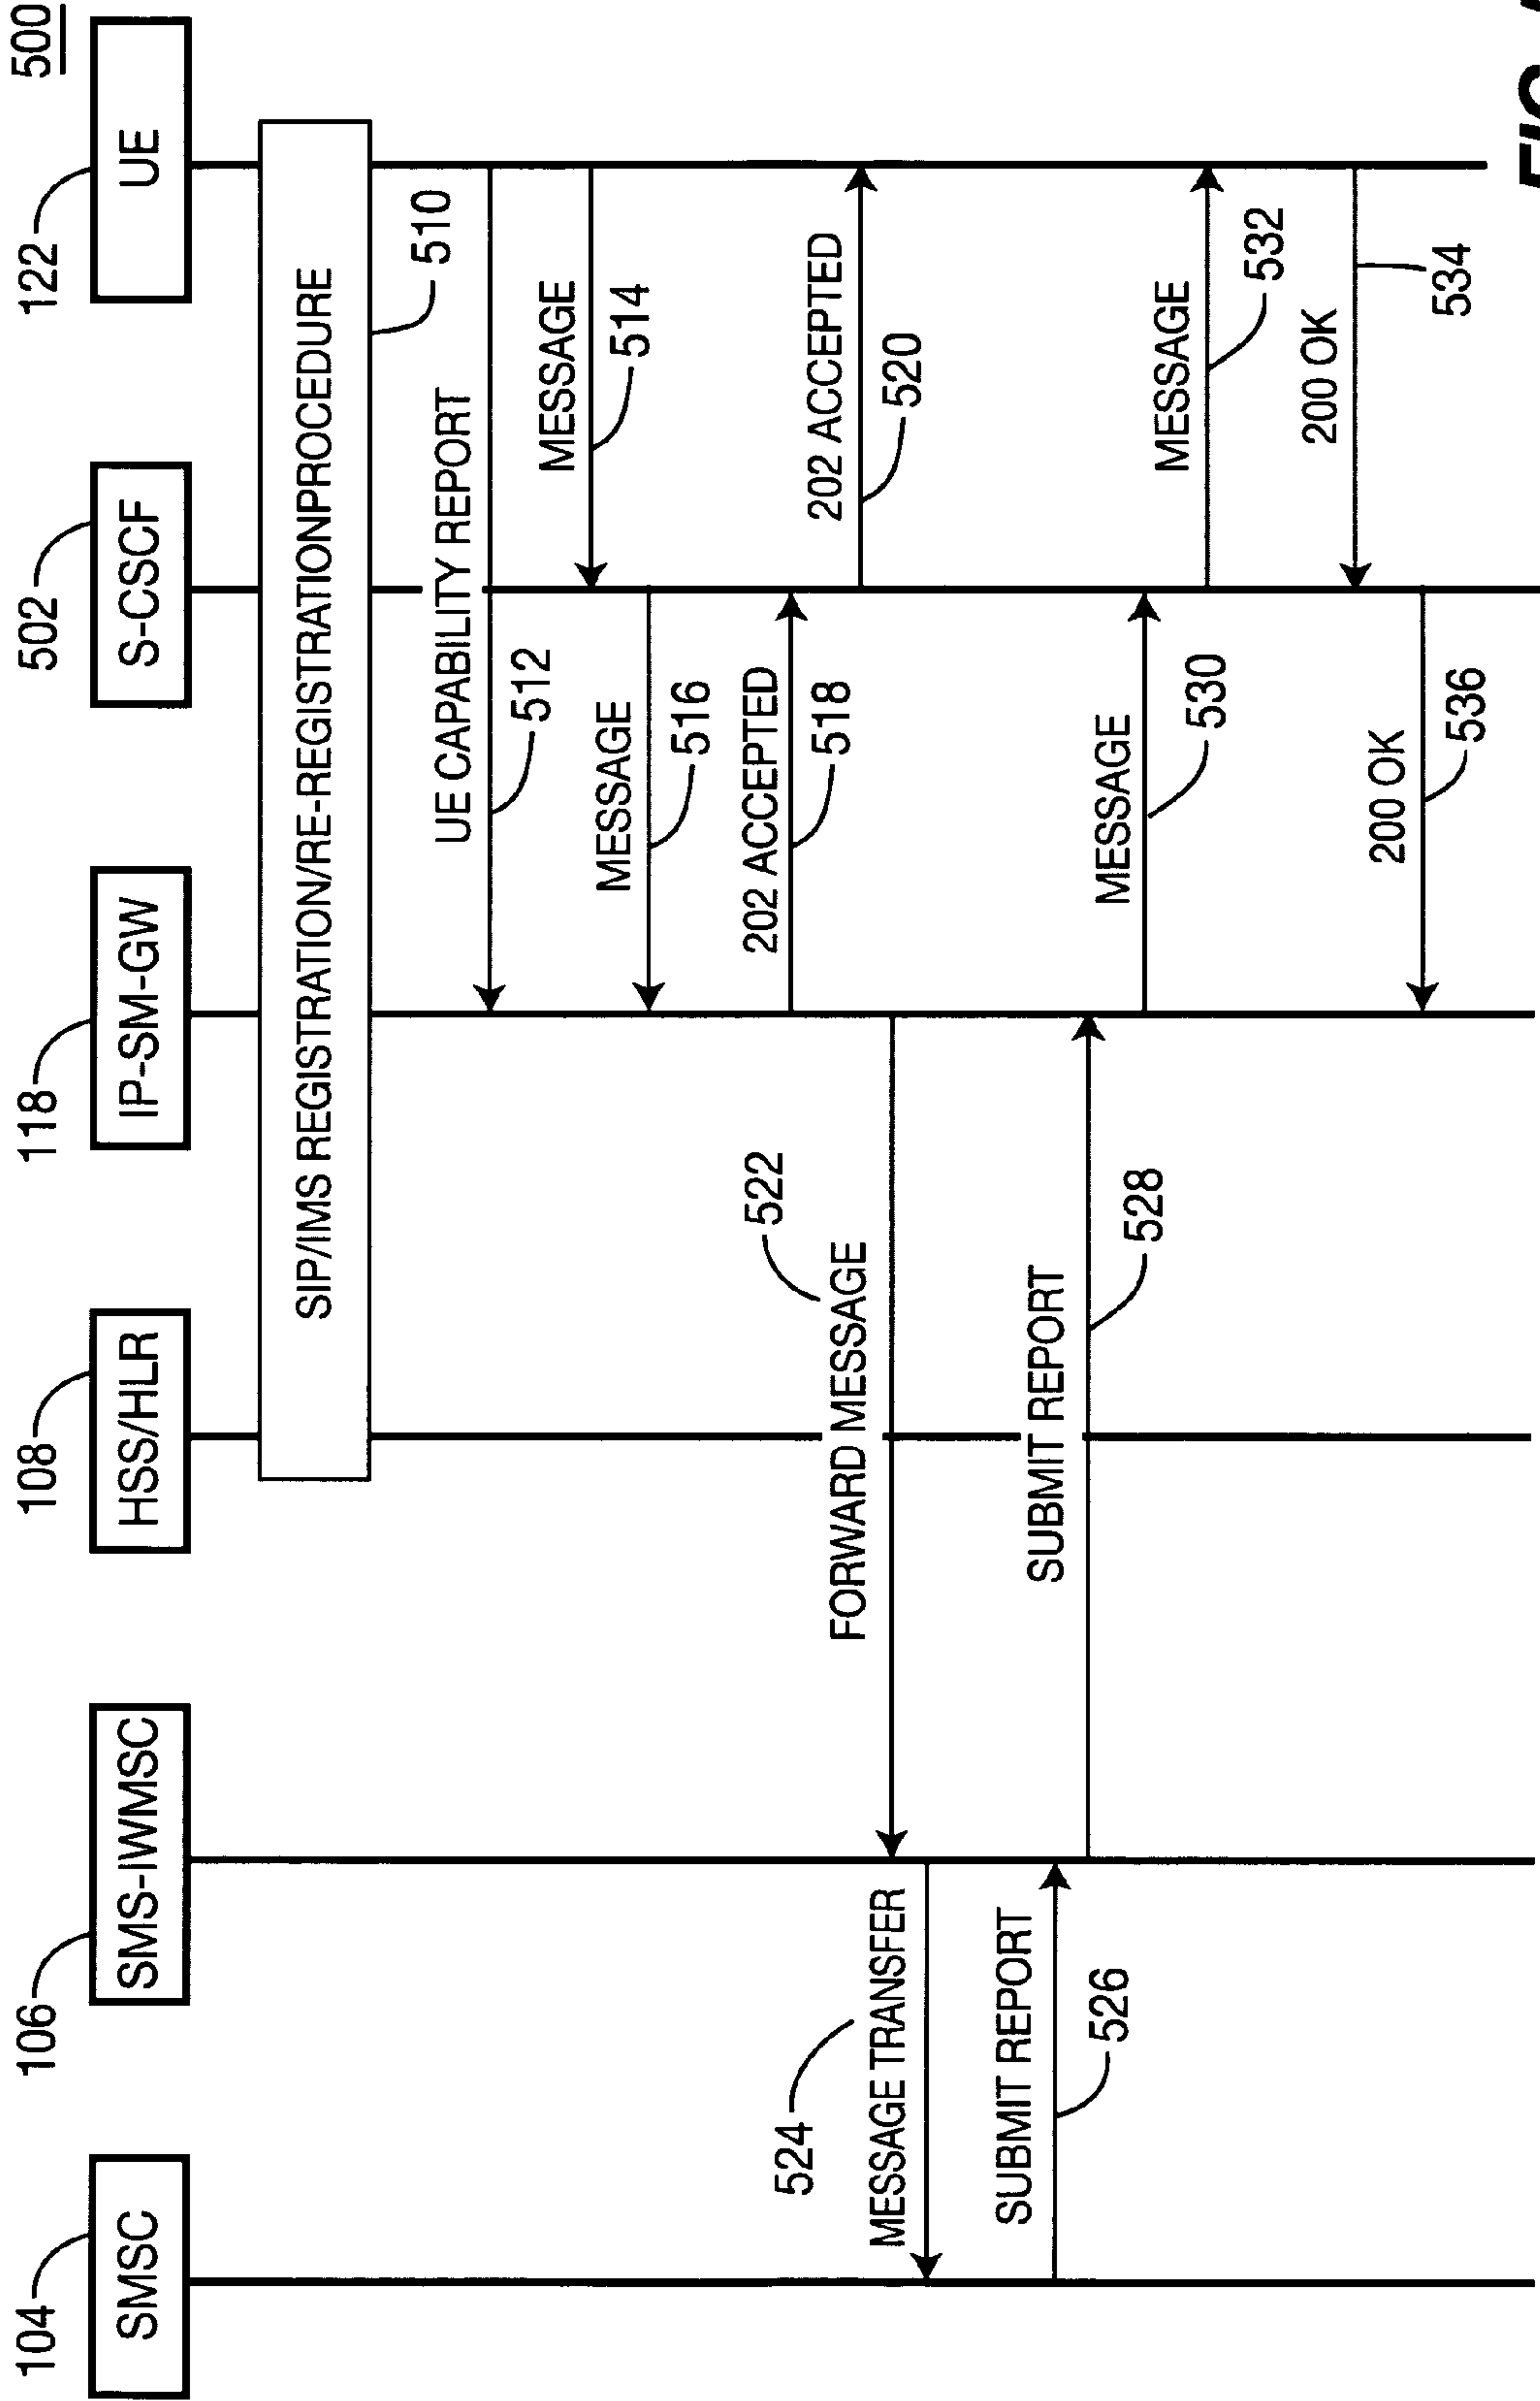 500
104
106
108
118
502
122
SMSC
SMS-IWMSC
HSS/HLR
IP-SM-GW
S-CSCF
UE
SIP/IMS REGISTRATION/RE-REGISTRATIONPROCEDURE
510
UE CAPABILITY REPORT
512
MESSAGE
514
MESSAGE
516
202 ACCEPTED
518
202 ACCEPTED
520
522
FORWARD MESSAGE
524
MESSAGE TRANSFER
SUBMIT REPORT
526
SUBMIT REPORT
528
MESSAGE
530
MESSAGE
532
200 OK
534
200 OK
536